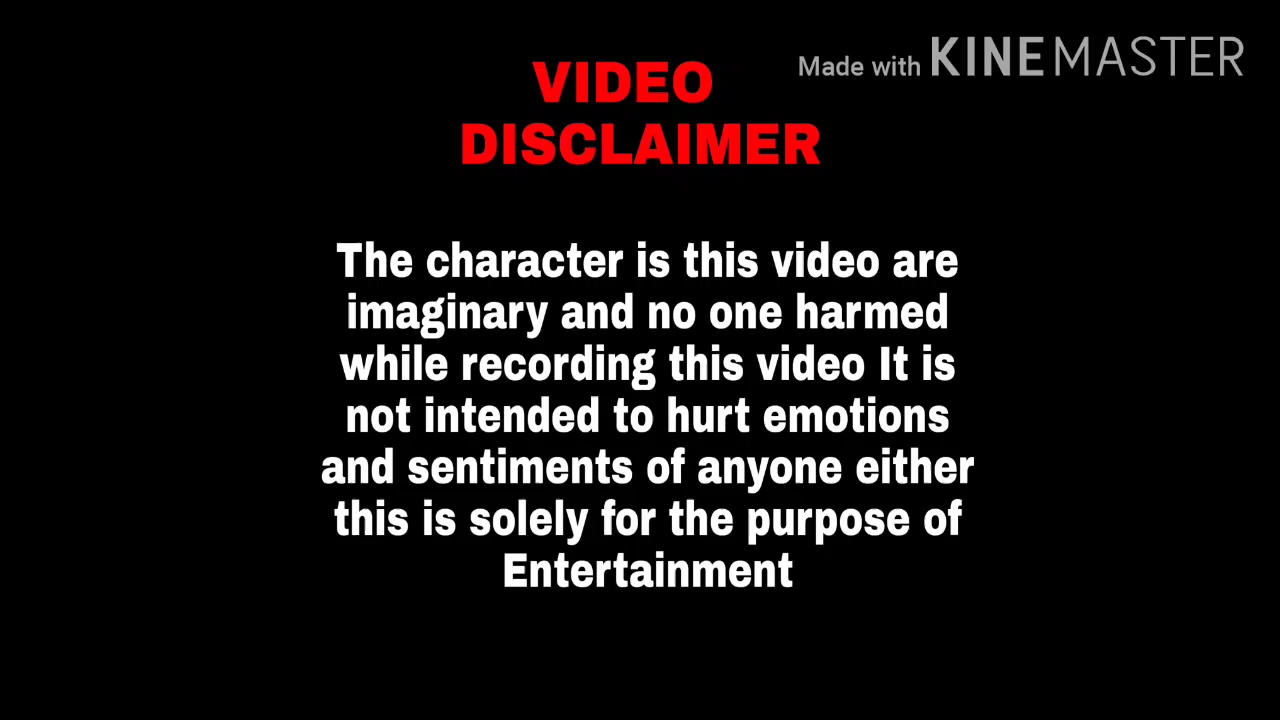 Made with KINEMASTER
VIDEO
DISCLAIMER
The character is this video are
imaginary and no one harmed
while recording this video It is
not intended to hurt emotions
and sentiments of anyone either
this is solely for the purpose of
Entertainment